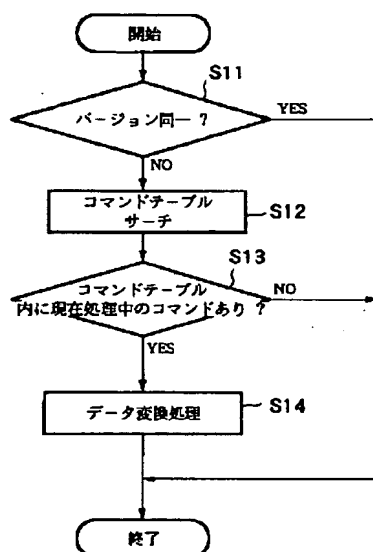 開始
S11
バージョン同一 ?
YES
NO
コマンドテーブル
サーチ
S12
S13
コマンドテーブル
内に現在処理中のコマンドあり ?
NO
YES
データ変換処理
S14
終了